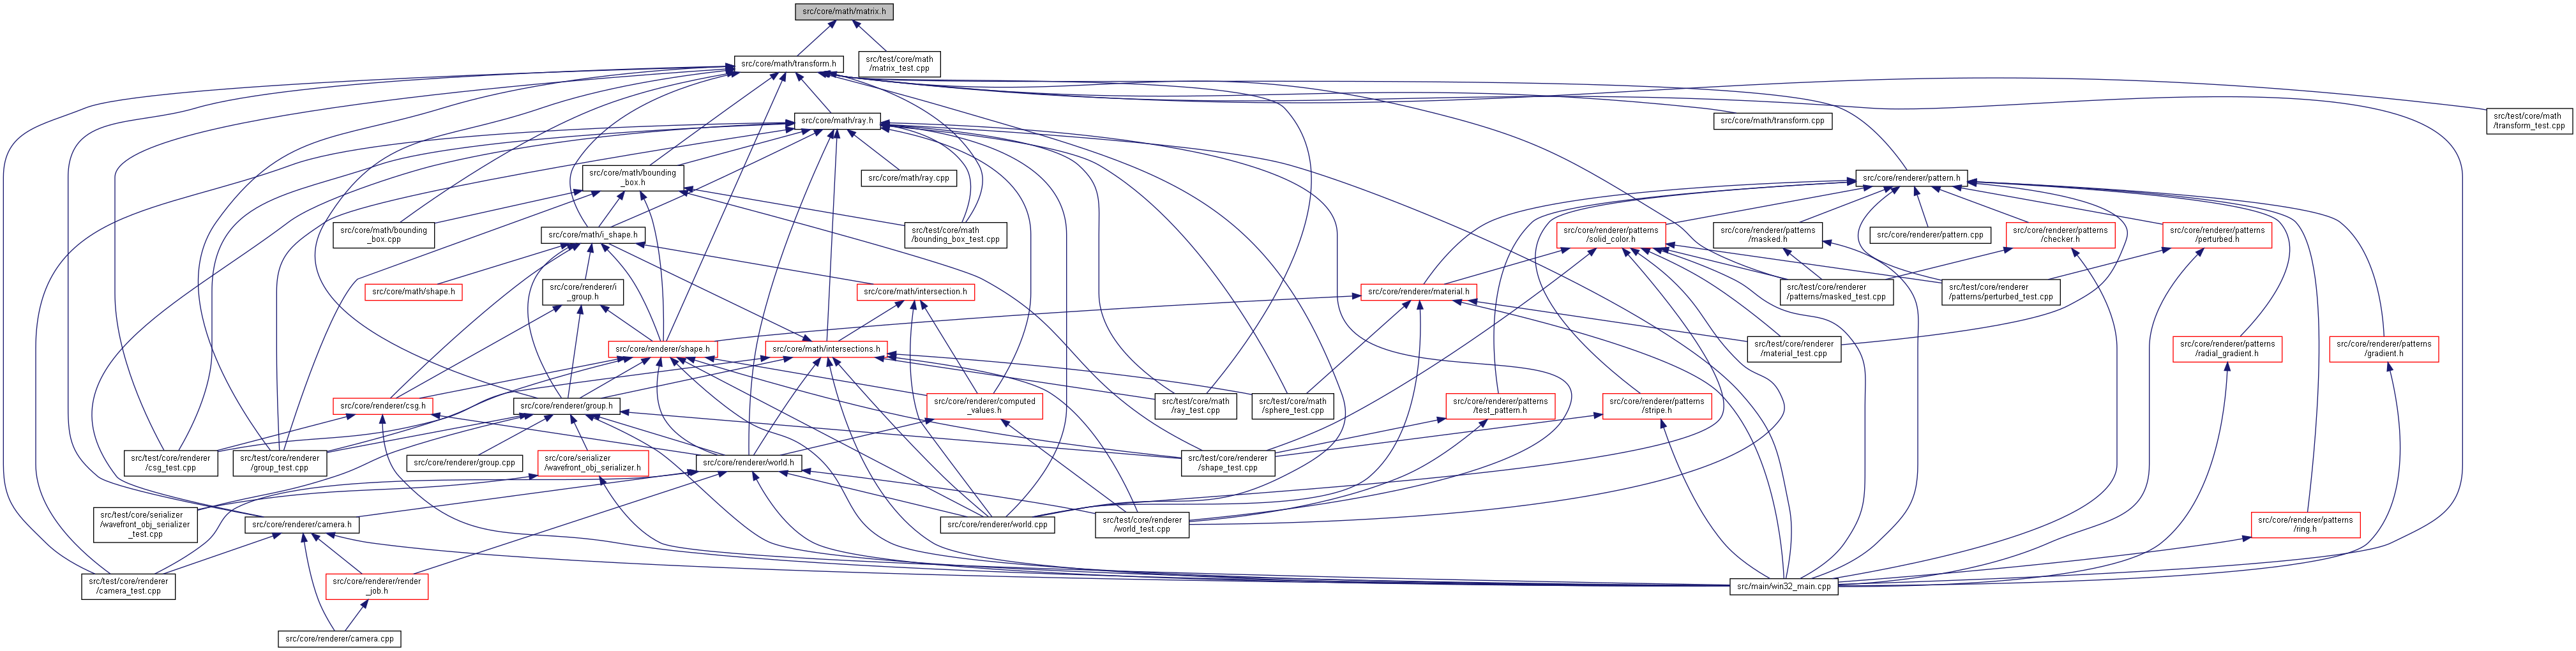 src/core/math/matrix.h
src/core/math/transform.h
src/test/core/math
/matrix_test.cpp
src/core/math/ray.h
src/core/math/transform.cpp
src/test/core/math
/transform_test.cpp
src/core/math/bounding
_box.h
src/core/math/ray.cpp
src/core/renderer/pattern.h
src/core/math/bounding
_box.cpp
src/core/math/i_shape.h
src/test/core/math
/bounding_box_test.cpp
src/core/renderer/patterns
/solid_color.h
src/core/renderer/patterns
/masked.h
src/core/renderer/pattern.cpp
src/core/renderer/patterns
/checker.h
src/core/renderer/patterns
/perturbed.h
src/core/math/shape.h
src/core/renderer/i
_group.h
src/core/math/intersection.h
src/core/renderer/material.h
src/test/core/renderer
/patterns/masked_test.cpp
src/test/core/renderer
/patterns/perturbed_test.cpp
src/core/renderer/shape.h
src/core/math/intersections.h
src/test/core/renderer
/material_test.cpp
src/core/renderer/patterns
/radial_gradient.h
src/core/renderer/patterns
/gradient.h
src/core/renderer/csg.h
src/core/renderer/group.h
src/core/renderer/computed
_values.h
src/test/core/math
/ray_test.cpp
src/test/core/math
/sphere_test.cpp
src/core/renderer/patterns
/test_pattern.h
src/core/renderer/patterns
/stripe.h
src/test/core/renderer
/csg_test.cpp
src/test/core/renderer
/group_test.cpp
src/core/renderer/group.cpp
src/core/serializer
/wavefront_obj_serializer.h
src/core/renderer/world.h
src/test/core/renderer
/shape_test.cpp
src/test/core/serializer
/wavefront_obj_serializer
_test.cpp
src/core/renderer/camera.h
src/core/renderer/world.cpp
src/test/core/renderer
/world_test.cpp
src/core/renderer/patterns
/ring.h
src/test/core/renderer
/camera_test.cpp
src/core/renderer/render
_job.h
src/main/win32_main.cpp
src/core/renderer/camera.cpp